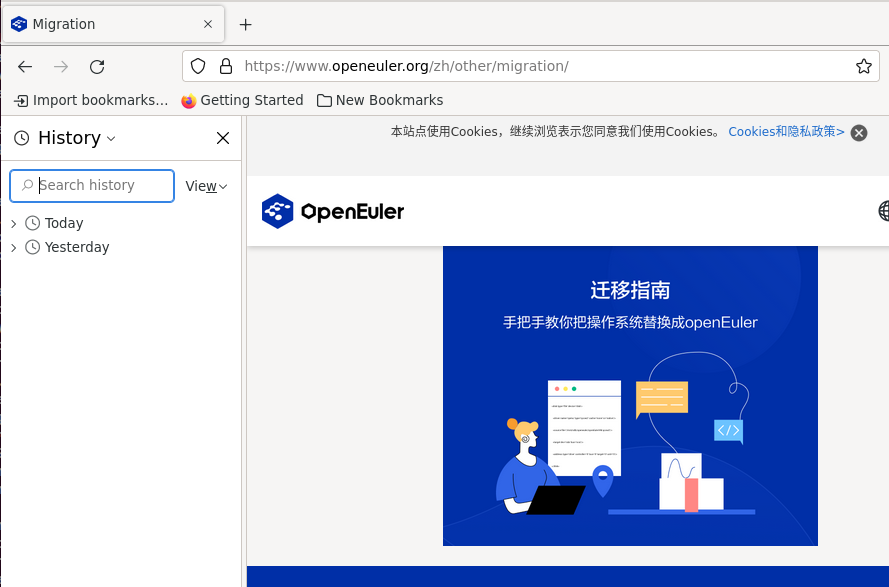 Migration
https://www.openeuler.org/zh/other/migration/
Import bookmarks… Getting Started New Bookmarks
History
本站点使用Cookies，继续浏览表示您同意我们使用Cookies。 Cookies和隐私政策>
Search history View
Today
Yesterday
OpenEuler
迁移指南
手把手教你把操作系统替换成openEuler
</>